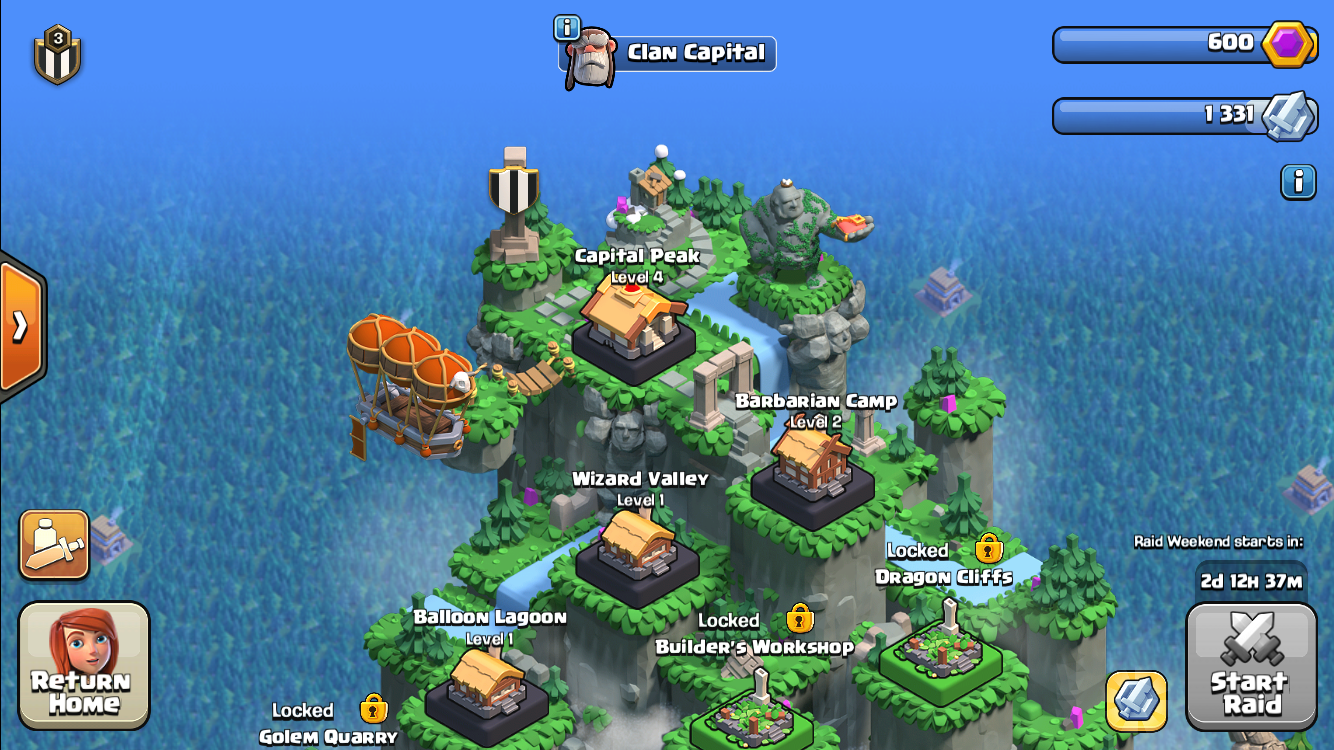 3
i
Clan Capital
600
1 331
i
Capital Peak
Level 4
Barbarian Camp
Level 2
Wizard Valley
Level 1
Raid Weekend starts in:
Locked
Dragon Cliffs
2d 12h 37m
Balloon Lagoon
Level 1
Locked
Builder's Workshop
Return
Home
Start
Raid
Locked
Golem Quarry